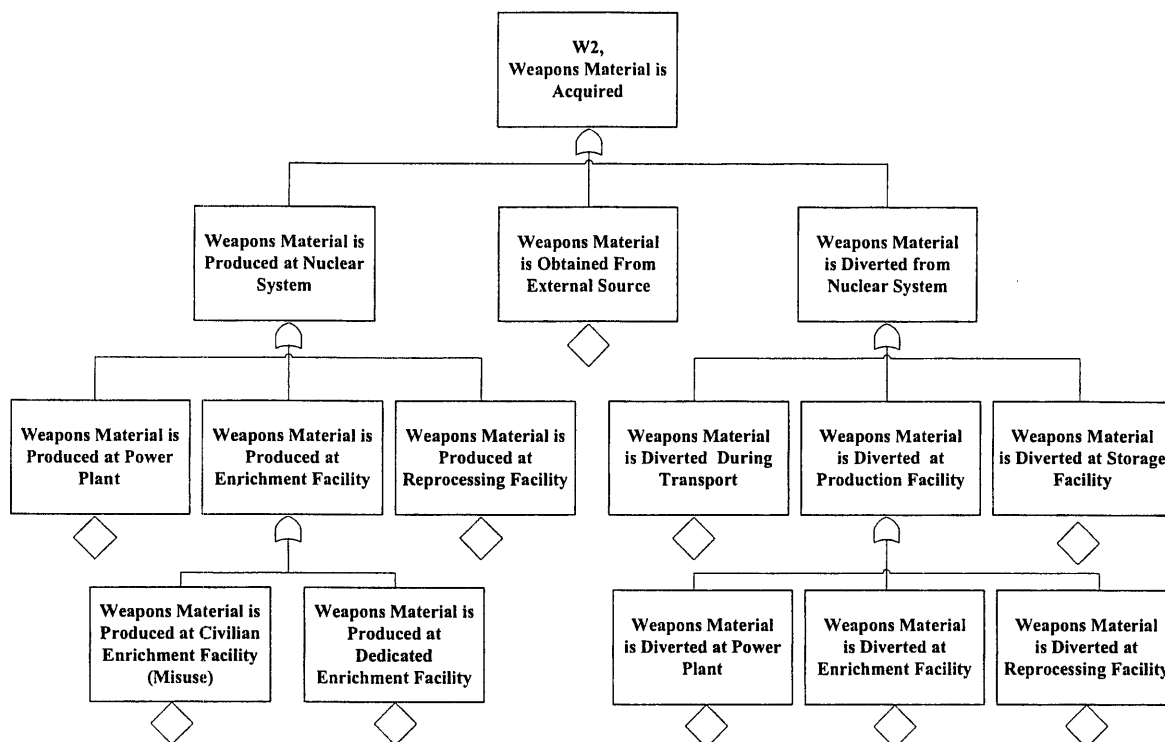 W2,
Weapons Material is
Acquired
Weapons Material is
Produced at Nuclear
System
Weapons Material
is Obtained From
External Source
Weapons Material
is Diverted from
Nuclear System
Weapons Material is
Produced at Power
Plant
Weapons Material is
Produced at
Enrichment Facility
Weapons Material is
Produced at
Reprocessing Facility
Weapons Material
is Diverted During
Transport
Weapons Material
is Diverted at
Production Facility
Weapons Material
is Diverted at Storage
Facility
Weapons Material is
Produced at Civilian
Enrichment Facility
(Misuse)
Weapons Material is
Produced at
Dedicated
Enrichment Facility
Weapons Material
is Diverted at Power
Plant
Weapons Material
is Diverted at
Enrichment Facility
Weapons Material
is Diverted at
Reprocessing Facility